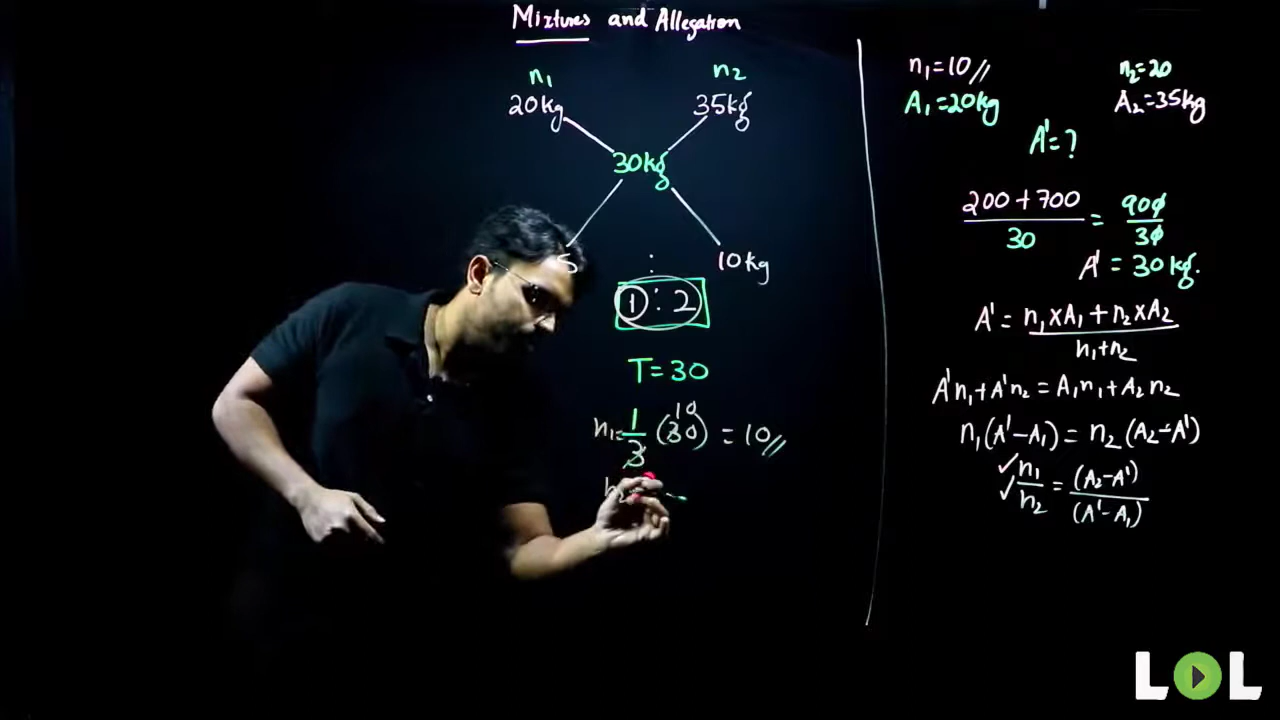 Mixtures and Allegation
n₁ n₂
20kg 35kg
30kg
5 : 10kg
1 : 2
T = 30
n₁ = 1/3 (30) 10 = 10//
n₁ = 10// n₂ = 20
A₁ = 20kg A₂ = 35kg
A' = ?
200 + 700 / 30 = 900 / 30
A' = 30kg.
A' = n₁ x A₁ + n₂ x A₂ / n₁ + n₂
A'n₁ + A'n₂ = A₁n₁ + A₂n₂
n₁(A' - A₁) = n₂(A₂ - A')
✓ n₁ / ✓ n₂ = (A₂ - A') / (A' - A₁)
LOL